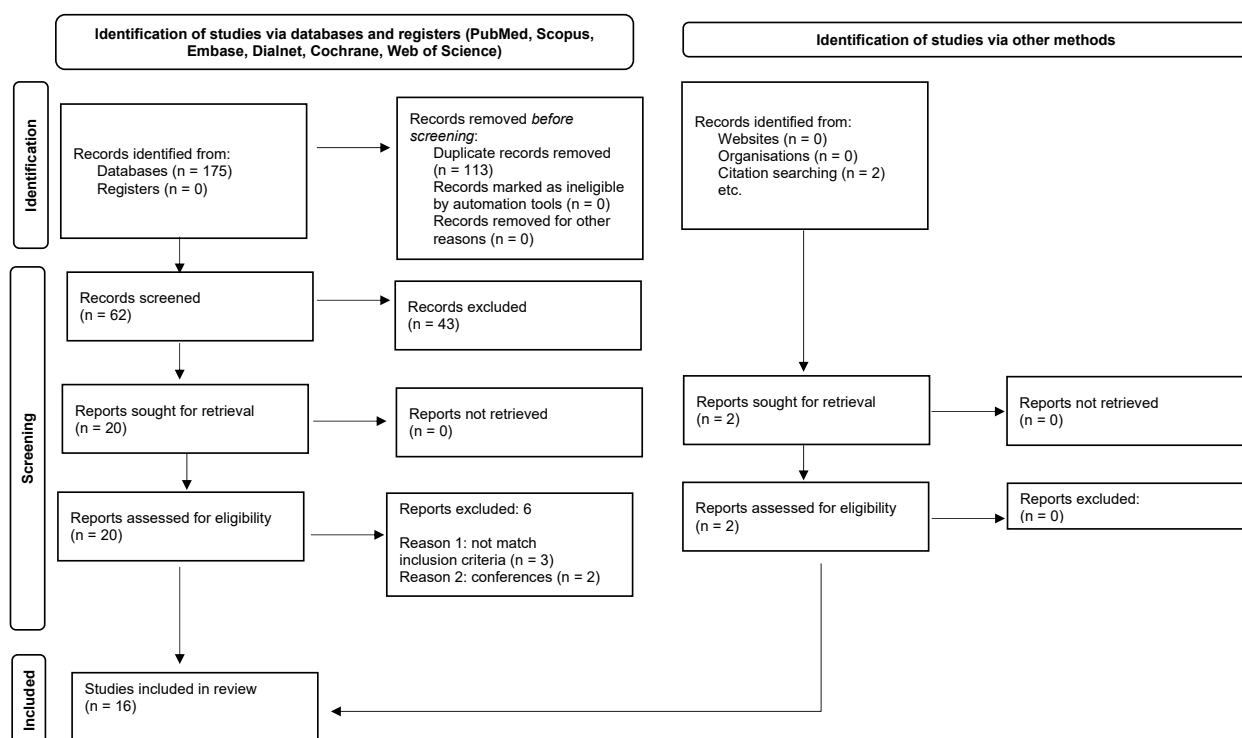 Identification of studies via databases and registers (PubMed, Scopus,
Embase, Dialnet, Cochrane, Web of Science)
Identification of studies via other methods
Identification
Records identified from:
Databases (n = 175)
Registers (n = 0)
Records removed before
screening:
Duplicate records removed
(n = 113)
Records marked as ineligible
by automation tools (n = 0)
Records removed for other
reasons (n = 0)
Records identified from:
Websites (n = 0)
Organisations (n = 0)
Citation searching (n = 2)
etc.
Screening
Records screened
(n = 62)
Records excluded
(n = 43)
Reports sought for retrieval
(n = 20)
Reports not retrieved
(n = 0)
Reports sought for retrieval
(n = 2)
Reports not retrieved
(n = 0)
Reports assessed for eligibility
(n = 20)
Reports excluded: 6
Reason 1: not match
inclusion criteria (n = 3)
Reason 2: conferences (n = 2)
Reports assessed for eligibility
(n = 2)
Reports excluded:
(n = 0)
Included
Studies included in review
(n = 16)